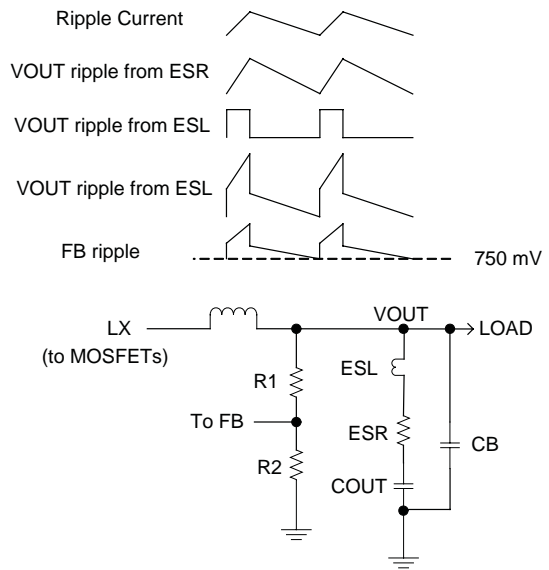 Ripple Current
VOUT ripple from ESR
VOUT ripple from ESL
VOUT ripple from ESL
FB ripple
750 mV
VOUT
LX
LOAD
(to MOSFETs)
ESL
R1
To FB
ESR
CB
R2
COUT